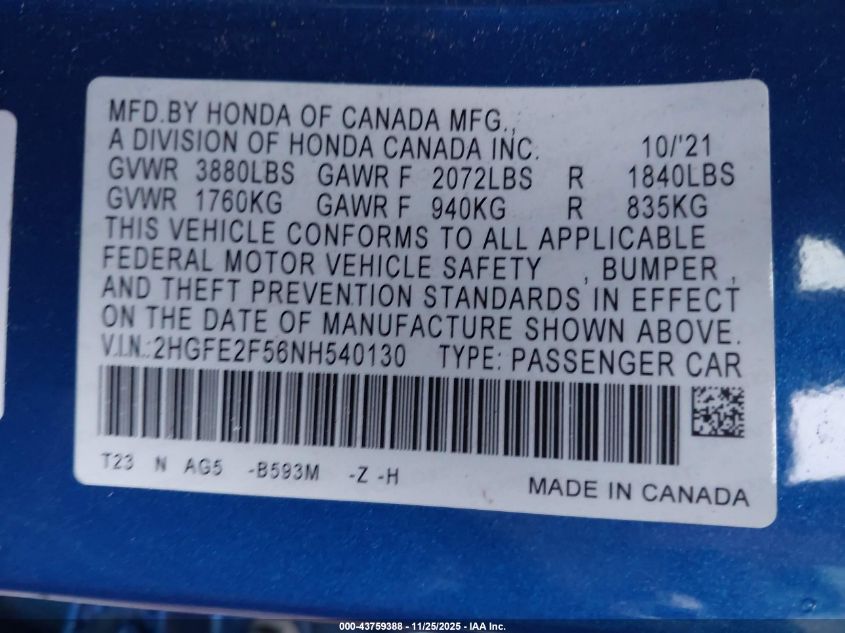 MFD.BY HONDA OF CANADA MFG.,
A DIVISION OF HONDA CANADA INC. 10/'21
GVWR 3880LBS GAWR F 2072LBS R 1840LBS
GVWR 1760KG GAWR F 940KG R 835KG
THIS VEHICLE CONFORMS TO ALL APPLICABLE
FEDERAL MOTOR VEHICLE SAFETY , BUMPER ,
AND THEFT PREVENTION STANDARDS IN EFFECT
ON THE DATE OF MANUFACTURE SHOWN ABOVE.
V.I.N.:2HGFE2F56NH540130 TYPE: PASSENGER CAR
T23 N AG5 -B593M -Z -H
MADE IN CANADA
000-43759388 - 11/25/2025 - IAA Inc.